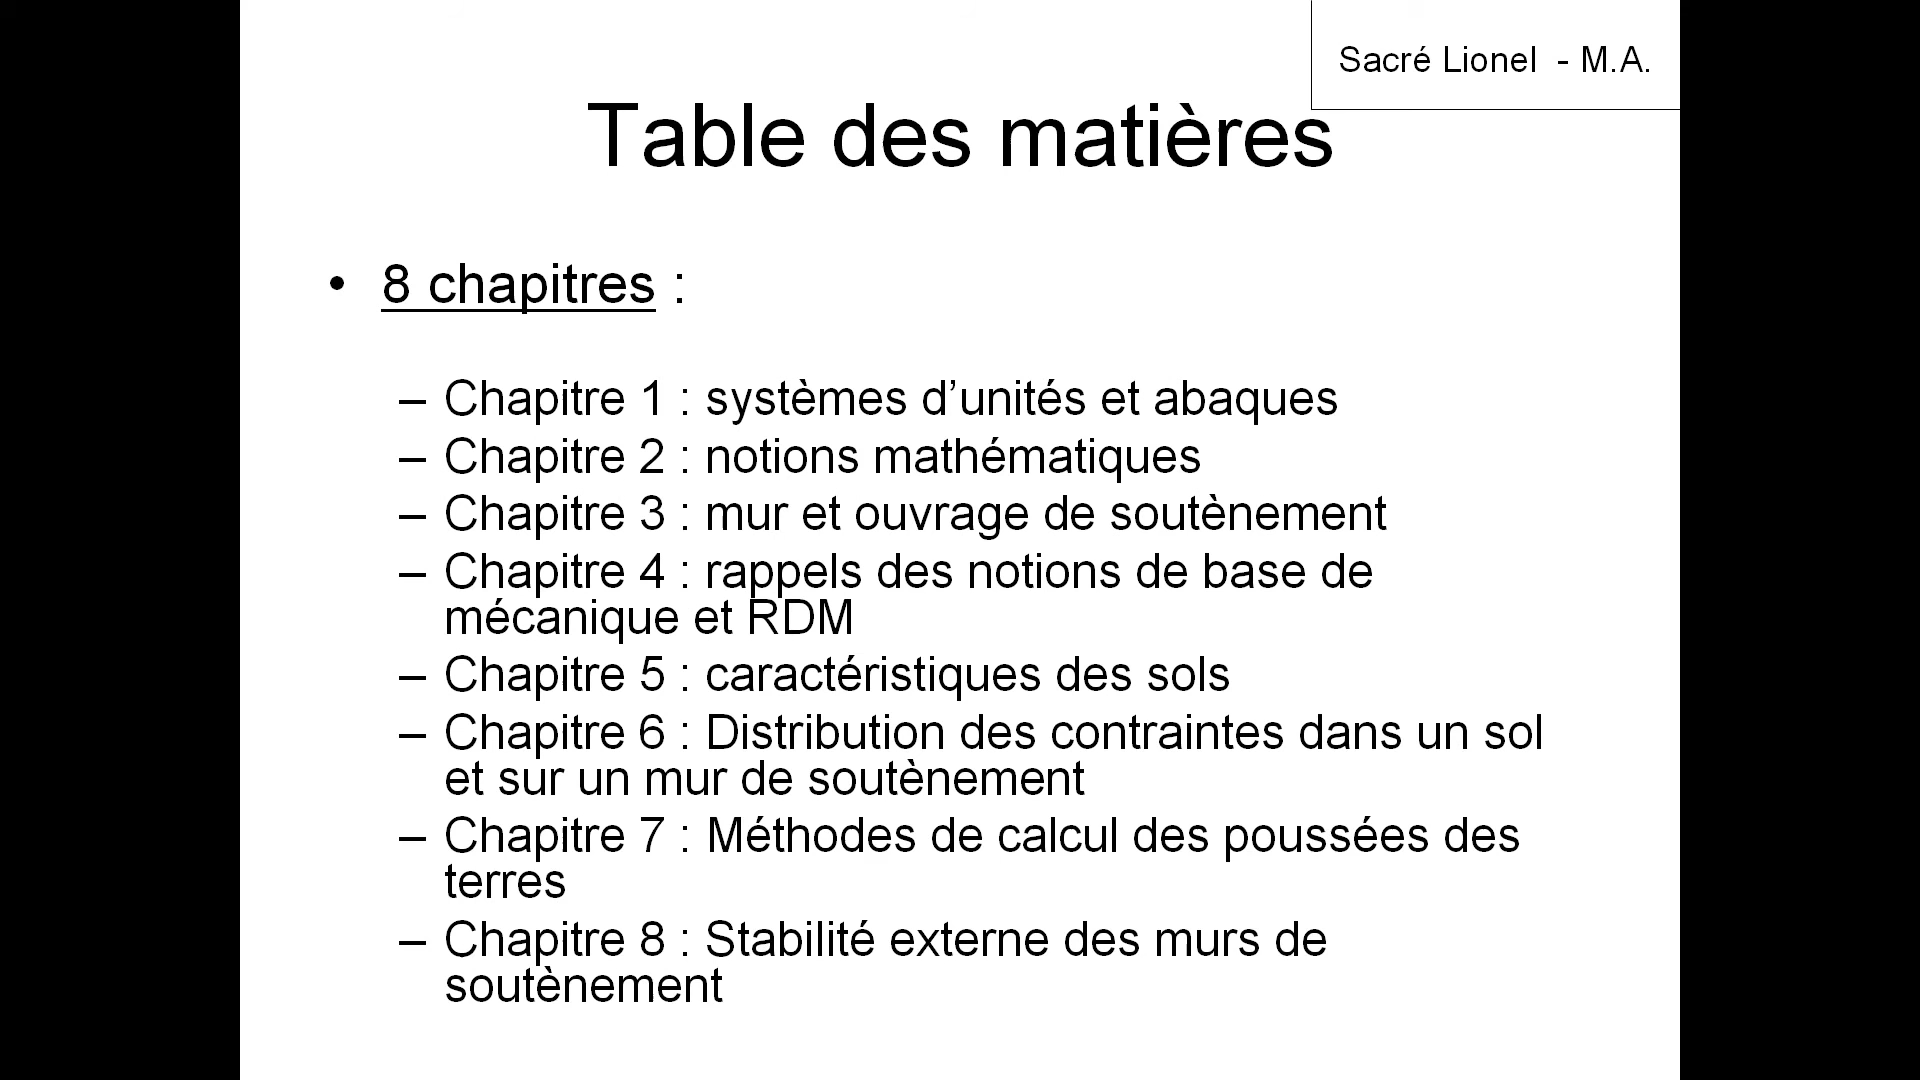 Sacré Lionel - M.A.
Table des matières
• 8 chapitres :
– Chapitre 1 : systèmes d’unités et abaques
– Chapitre 2 : notions mathématiques
– Chapitre 3 : mur et ouvrage de soutènement
– Chapitre 4 : rappels des notions de base de
mécanique et RDM
– Chapitre 5 : caractéristiques des sols
– Chapitre 6 : Distribution des contraintes dans un sol
et sur un mur de soutènement
– Chapitre 7 : Méthodes de calcul des poussées des
terres
– Chapitre 8 : Stabilité externe des murs de
soutènement